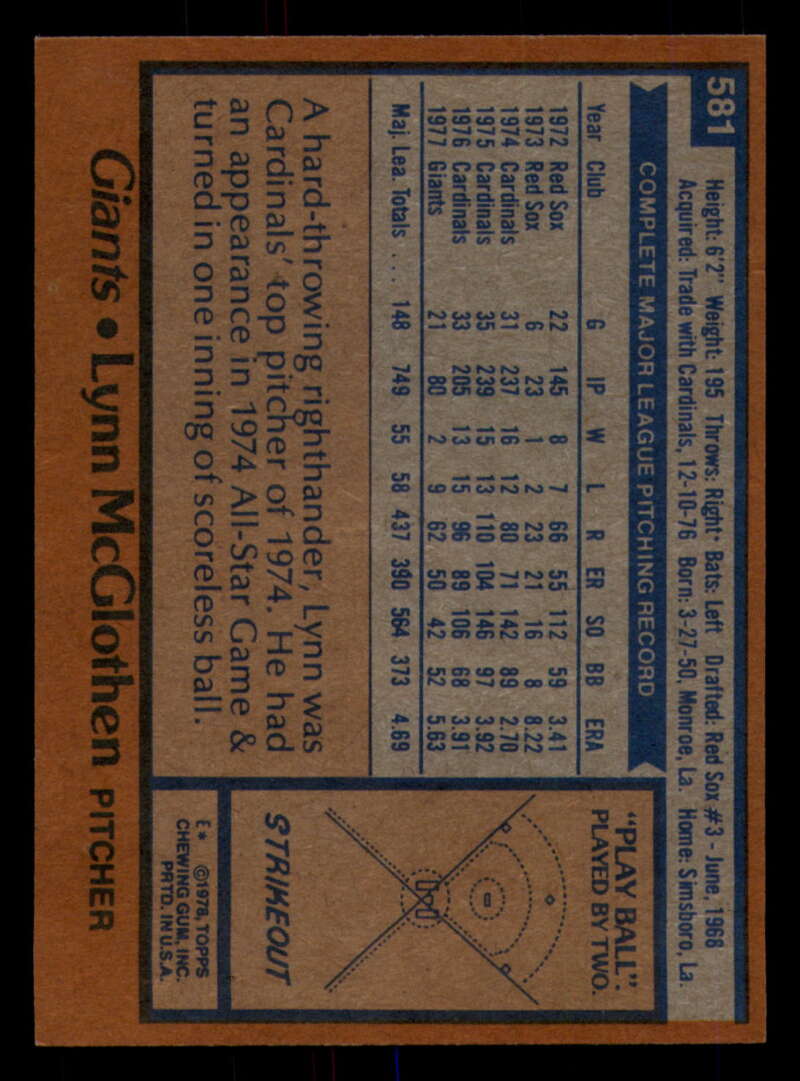 581
Height: 6'2" Weight: 195 Throws: Right• Bats: Left Drafted: Red Sox #3 - June, 1968
Acquired: Trade with Cardinals, 12-10-76 Born: 3-27-50, Monroe, La. Home: Simsboro, La.
COMPLETE MAJOR LEAGUE PITCHING RECORD
Year Club G IP W L R ER SO BB ERA
1972 Red Sox 22 145 8 7 66 55 112 59 3.41
1973 Red Sox 6 23 1 2 23 21 16 8 8.22
1974 Cardinals 31 237 16 12 80 71 142 89 2.70
1975 Cardinals 35 239 15 13 110 104 146 97 3.92
1976 Cardinals 33 205 13 15 96 89 106 68 3.91
1977 Giants 21 80 2 9 62 50 42 52 5.63
Maj. Lea. Totals ... 148 749 55 58 437 390 564 373 4.69
A hard-throwing righthander, Lynn was
Cardinals' top pitcher of 1974. He had
an appearance in 1974 All-Star Game &
turned in one inning of scoreless ball.
"PLAY BALL":
PLAYED BY TWO.
STRIKEOUT
E* ©1978, TOPPS
CHEWING GUM, INC.
PRTD. IN U.S.A.
Giants • Lynn McGlothen PITCHER